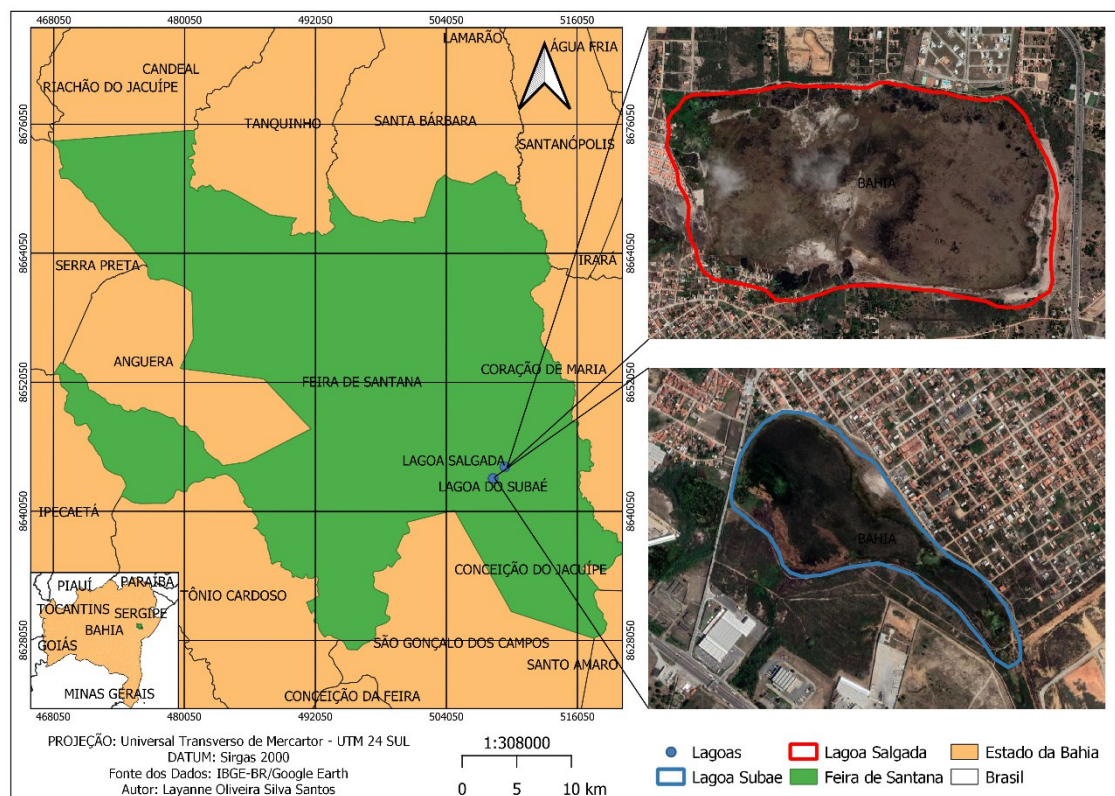 468050
480050
492050
504050
516050
LAMARÃO
ÁGUA FRIA
CANDEAL
RIACHÃO DO JACUÍPE
TANQUINHO
SANTA BÁRBARA
SANTANÓPOLIS
8676050
8676050
8664050
8664050
SERRA PRETA
IRARÁ
ANGUERA
CORAÇÃO DE MARIA
FEIRA DE SANTANA
8652050
8652050
LAGOA SALGADA
LAGOA DO SUBAÉ
8640050
8640050
IPECAETÁ
CONCEIÇÃO DO JACUÍPE
TÔNIO CARDOSO
SÃO GONÇALO DOS CAMPOS
8628050
8628050
SANTO AMARO
CONCEIÇÃO DA FEIRA
PIAUÍ
PARAÍBA
TOCANTINS
SERGIPE
BAHIA
GOIÁS
MINAS GERAIS
468050
480050
492050
504050
516050
BAHIA
BAHIA
PROJEÇÃO: Universal Transverso de Mercartor - UTM 24 SUL
DATUM: Sirgas 2000
Fonte dos Dados: IBGE-BR/Google Earth
Autor: Layanne Oliveira Silva Santos
1:308000
0 5 10 km
Lagoas
Lagoa Salgada
Estado da Bahia
Lagoa Subae
Feira de Santana
Brasil